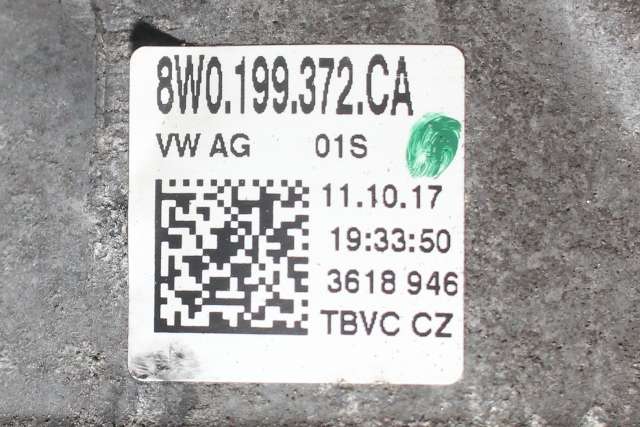 8W0.199.372.CA
VW AG 01S
11.10.17
19:33:50
3618 946
TBVC CZ